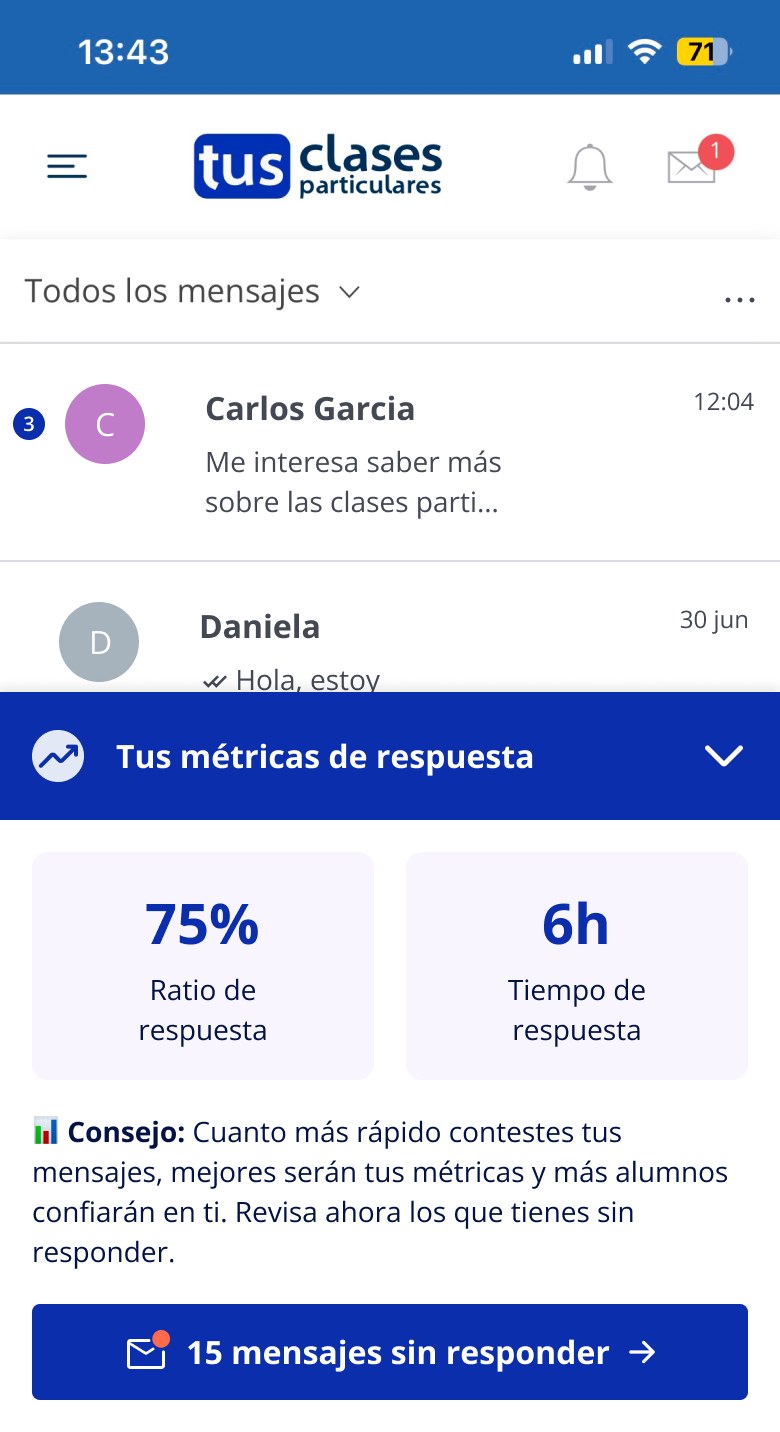 13:43
71
tus clases
particulares
1
Todos los mensajes
...
3
C
Carlos Garcia
12:04
Me interesa saber más
sobre las clases parti...
D
Daniela
30 jun
Hola, estoy
Tus métricas de respuesta
75%
Ratio de
respuesta
6h
Tiempo de
respuesta
Consejo: Cuanto más rápido contestes tus
mensajes, mejores serán tus métricas y más alumnos
confiarán en ti. Revisa ahora los que tienes sin
responder.
15 mensajes sin responder